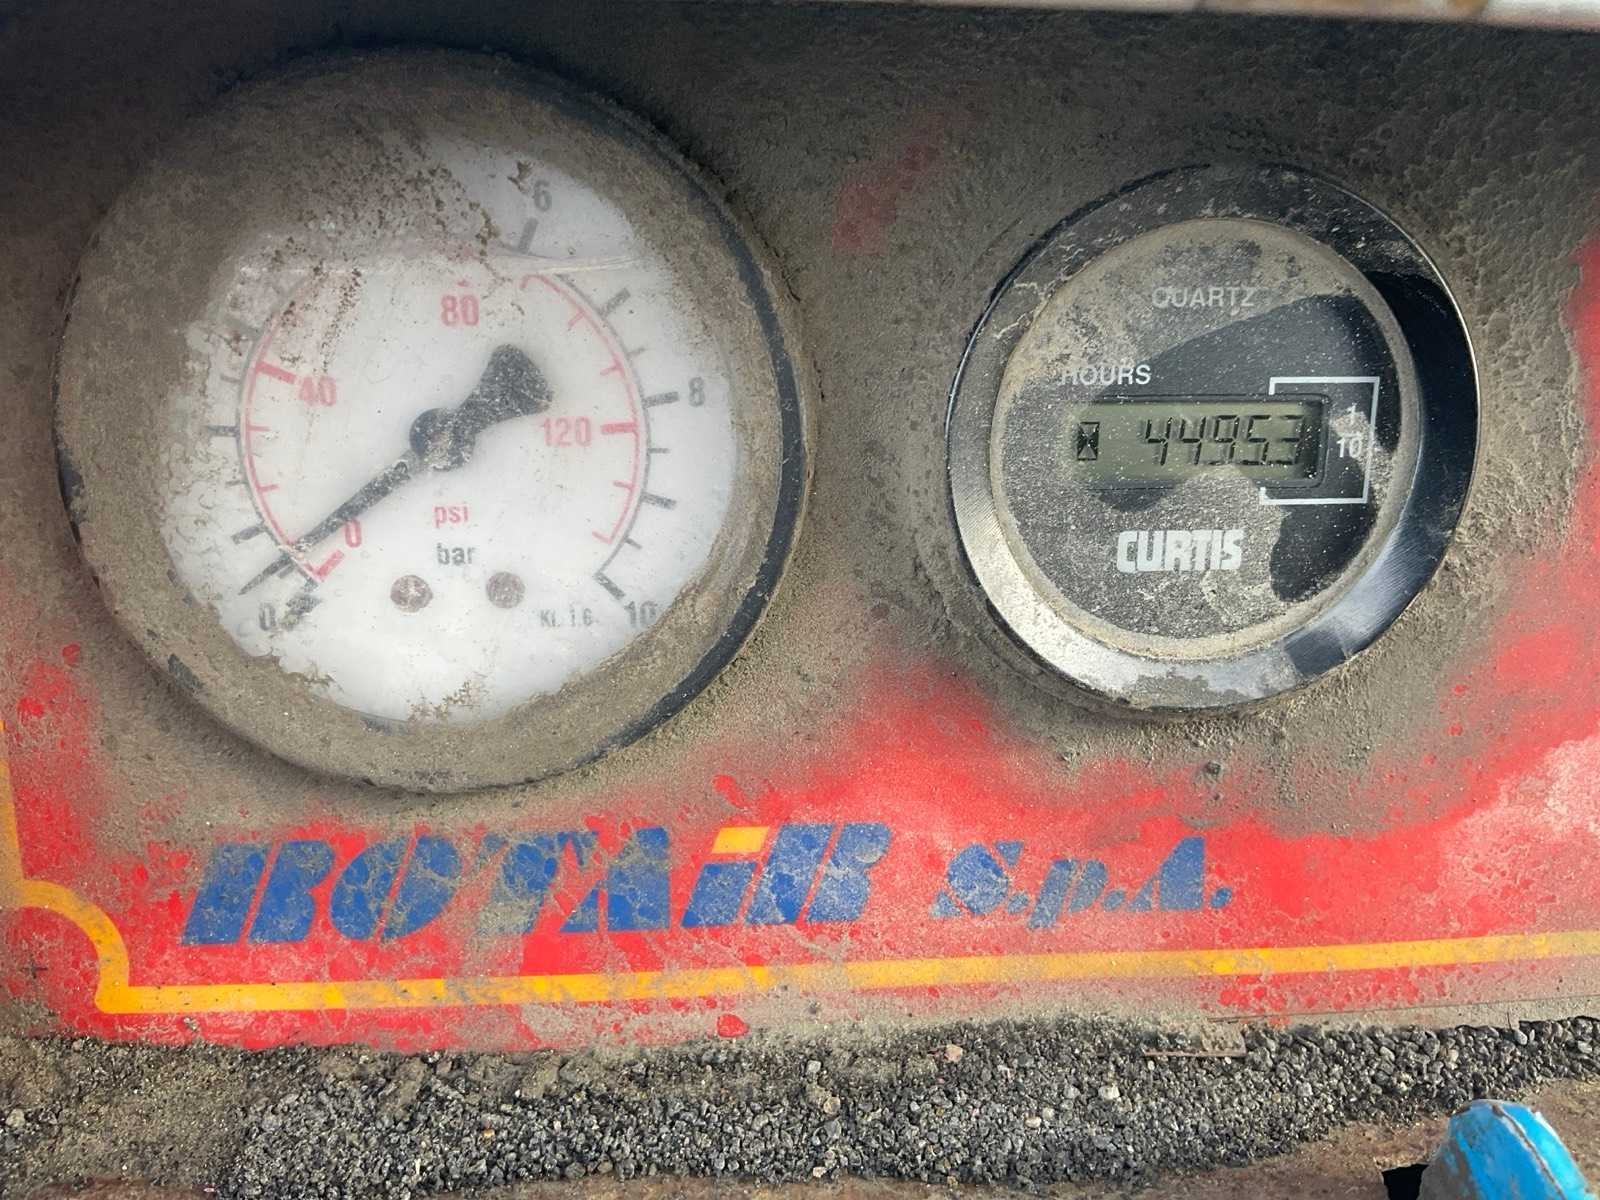 6
80
40
8
120
psi
0
bar
0
KL. 1.6
10
QUARTZ
HOURS
44953
1
10
CURTIS
ROTAIR S.p.A.